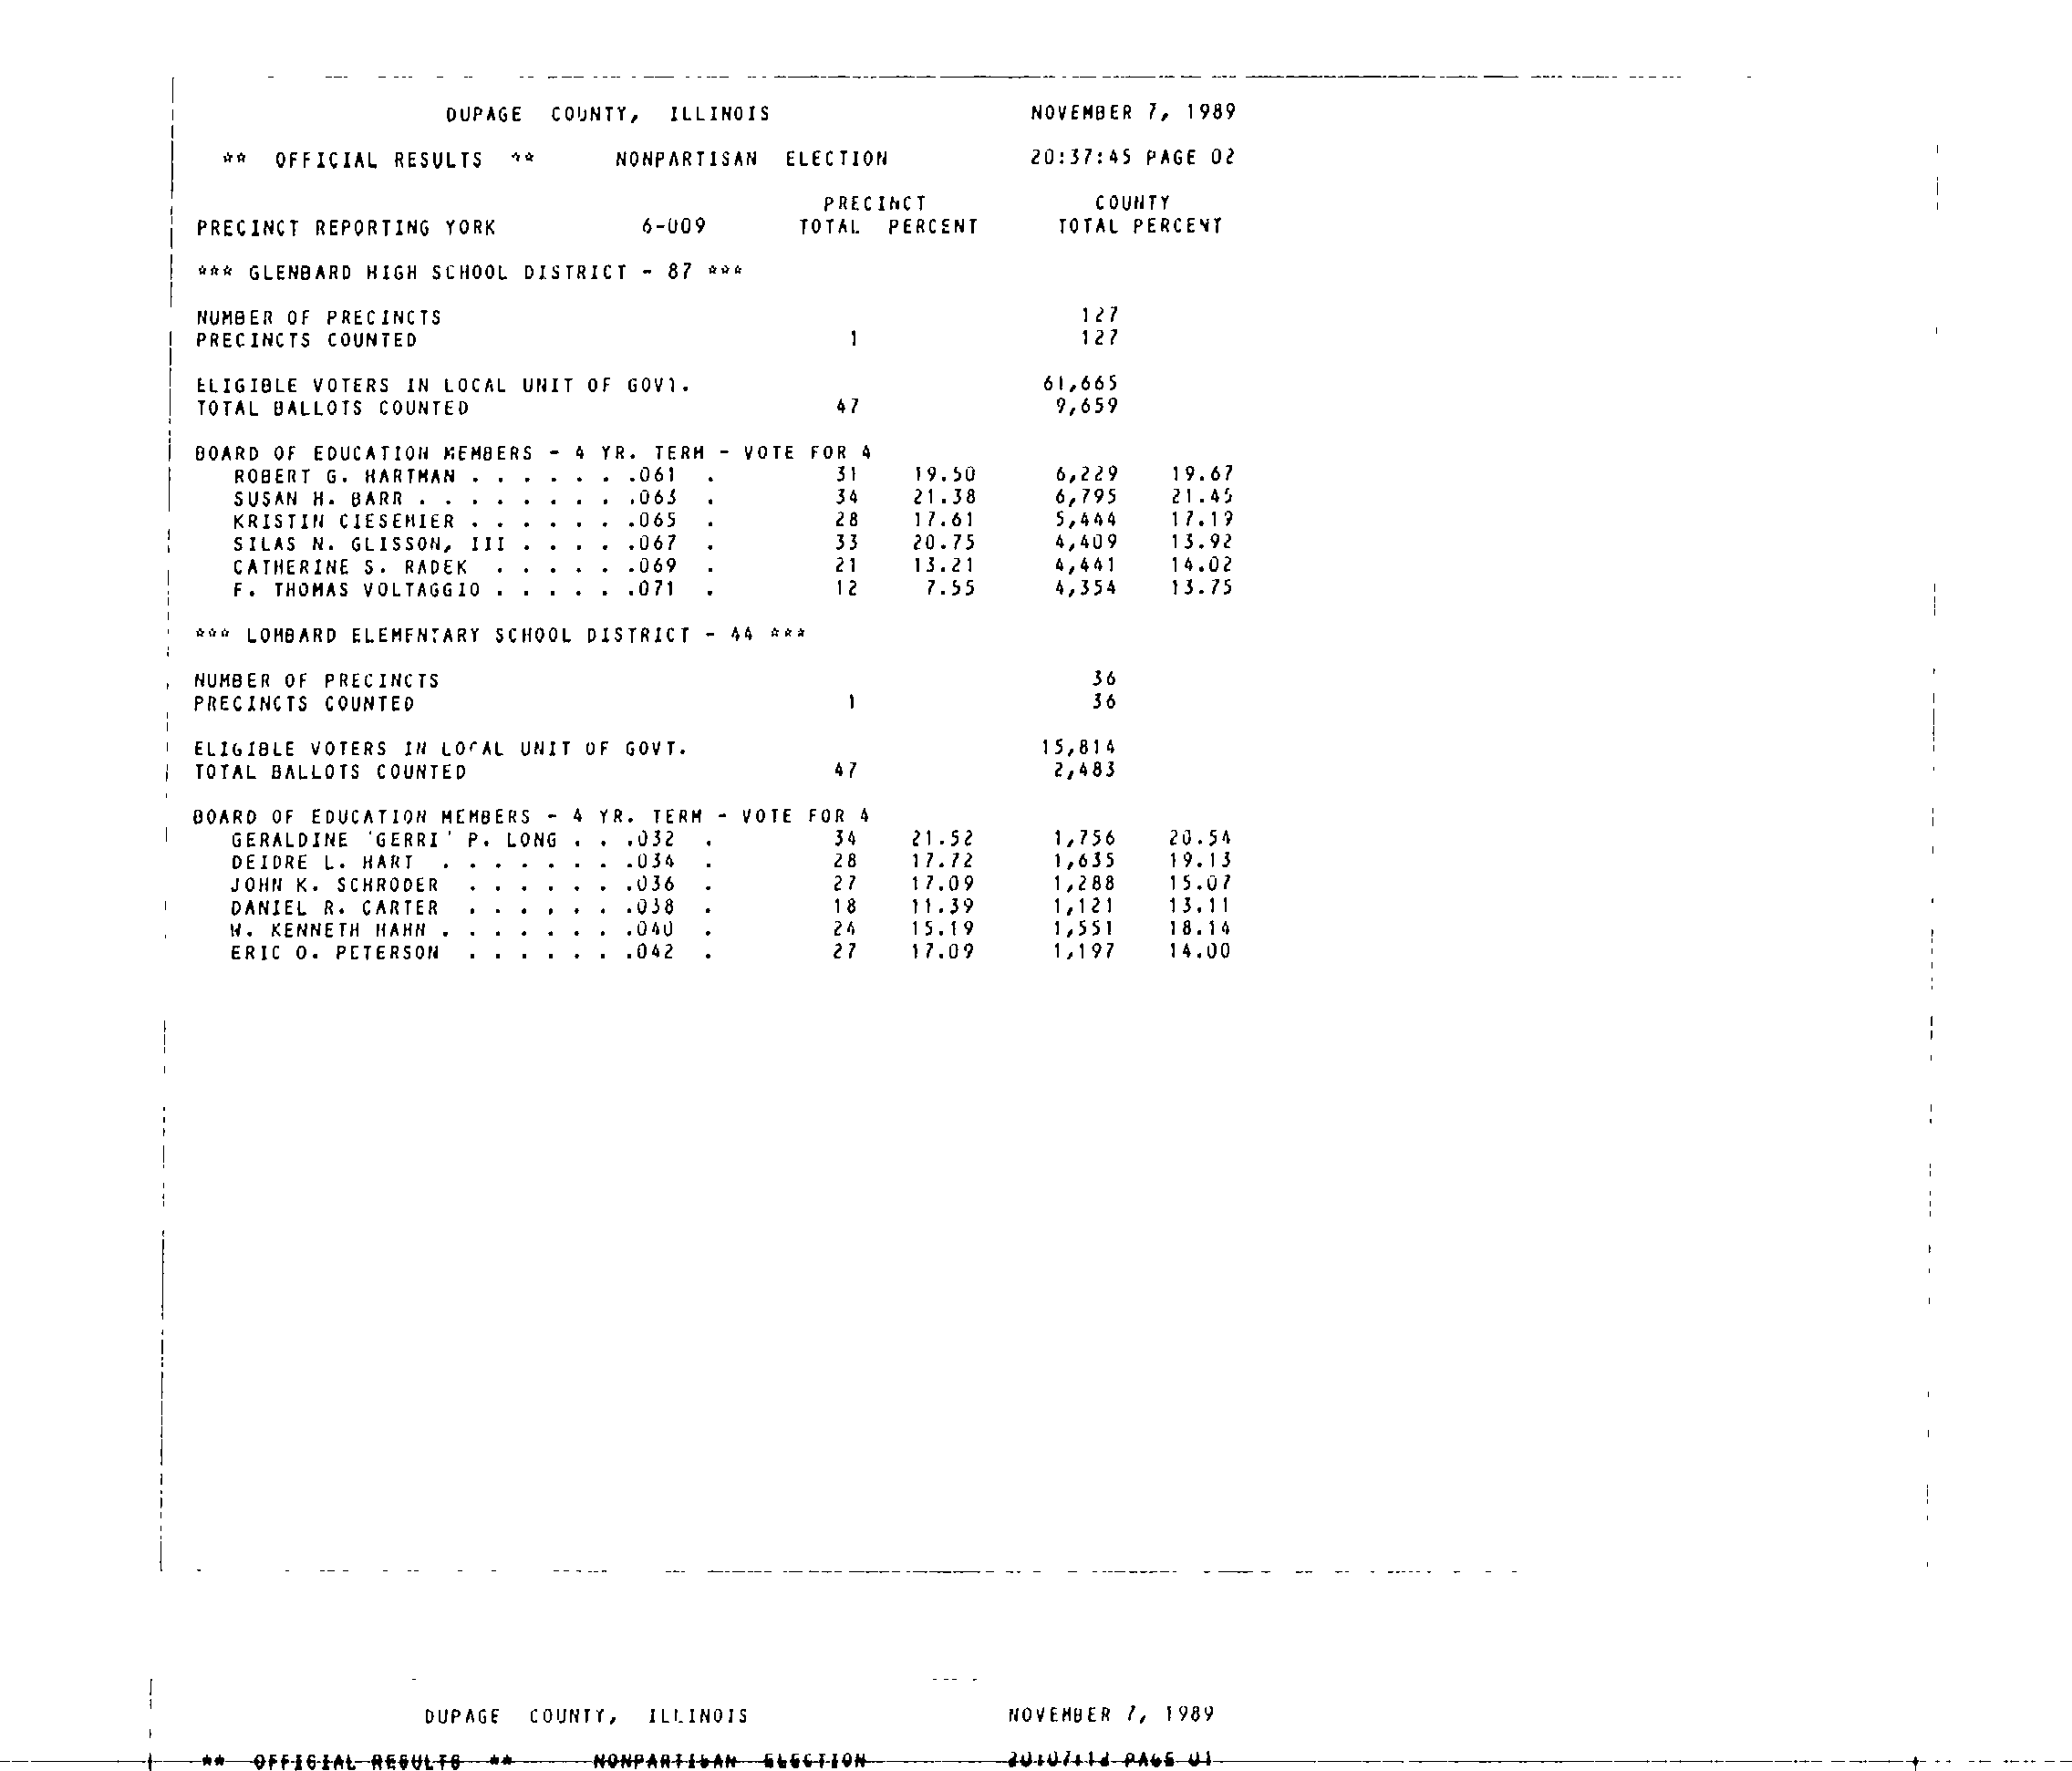 DUPAGE COUNTY, ILLINOIS NOVEMBER 7, 1989
** OFFICIAL RESULTS ** NONPARTISAN ELECTION 20:37:45 PAGE 02
PRECINCT COUNTY
PRECINCT REPORTING YORK 6-009 TOTAL PERCENT TOTAL PERCENT
*** GLENBARD HIGH SCHOOL DISTRICT - 87 ***
NUMBER OF PRECINCTS 127
PRECINCTS COUNTED 1 127
ELIGIBLE VOTERS IN LOCAL UNIT OF GOVT. 61,665
TOTAL BALLOTS COUNTED 47 9,659
BOARD OF EDUCATION MEMBERS - 4 YR. TERM - VOTE FOR 4
ROBERT G. HARTMAN . . . . . . .061 . 31 19.50 6,229 19.67
SUSAN H. BARR . . . . . . . . .063 . 34 21.38 6,795 21.45
KRISTIN CIESEMIER . . . . . . .065 . 28 17.61 5,444 17.19
SILAS N. GLISSON, III . . . . .067 . 33 20.75 4,409 13.92
CATHERINE S. RADEK . . . . . .069 . 21 13.21 4,441 14.02
F. THOMAS VOLTAGGIO . . . . . .071 . 12 7.55 4,354 13.75
*** LOMBARD ELEMENTARY SCHOOL DISTRICT - 44 ***
NUMBER OF PRECINCTS 36
PRECINCTS COUNTED 1 36
ELIGIBLE VOTERS IN LOCAL UNIT OF GOVT. 15,814
TOTAL BALLOTS COUNTED 47 2,483
BOARD OF EDUCATION MEMBERS - 4 YR. TERM - VOTE FOR 4
GERALDINE 'GERRI' P. LONG . . .032 . 34 21.52 1,756 20.54
DEIDRE L. HART . . . . . . . .034 . 28 17.72 1,635 19.13
JOHN K. SCHRODER . . . . . . .036 . 27 17.09 1,288 15.07
DANIEL R. CARTER . . . . . . .038 . 18 11.39 1,121 13.11
W. KENNETH HAHN . . . . . . . .040 . 24 15.19 1,551 18.14
ERIC O. PETERSON . . . . . . .042 . 27 17.09 1,197 14.00
DUPAGE COUNTY, ILLINOIS NOVEMBER 7, 1989
** OFFICIAL RESULTS ** NONPARTISAN ELECTION PAGE 01